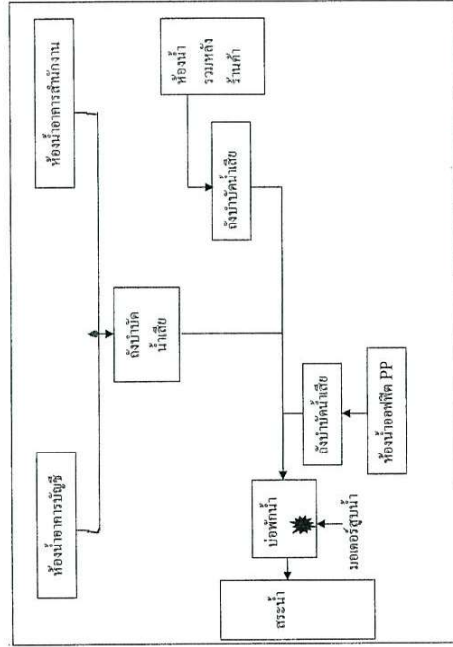 ห้องน้ำอาคารบัญชี
ห้องน้ำอาคารสำนักงาน
ถังบำบัด
น้ำเสีย
ห้องน้ำ
รวมหลัง
ร้านค้า
ถังบำบัดน้ำเสีย
สระน้ำ
บ่อพักน้ำ
มอเตอร์สูบน้ำ
ถังบำบัดน้ำเสีย
ห้องน้ำออฟฟิต PP